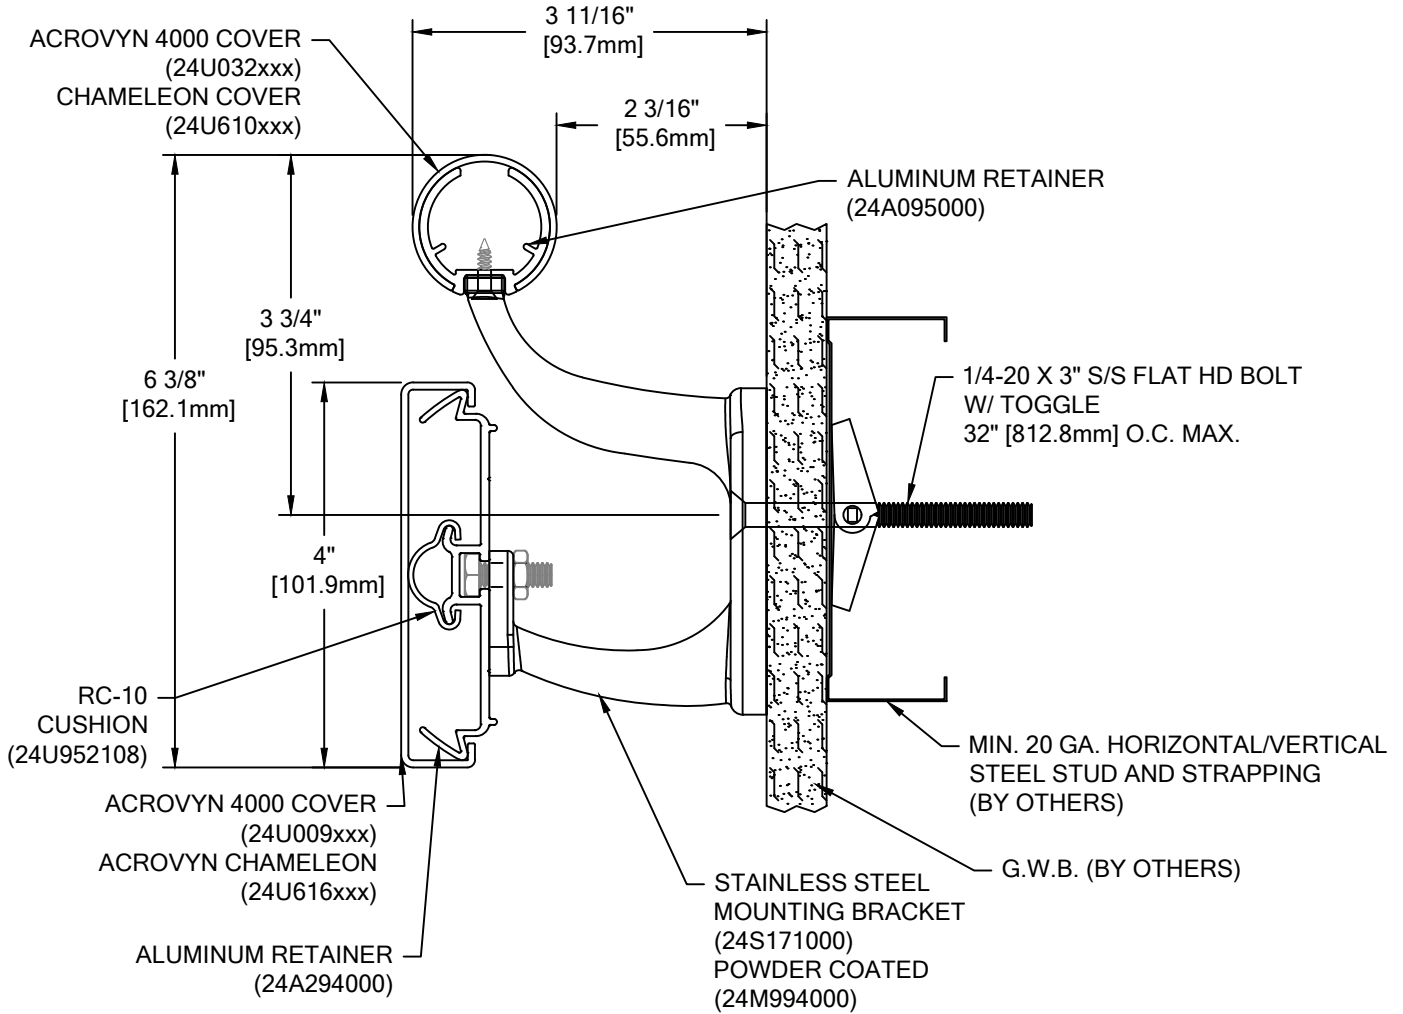 3 11/16"
[93.7mm]
ACROVYN 4000 COVER
(24U032xxx)
CHAMELEON COVER
(24U610xxx)
2 3/16"
[55.6mm]
ALUMINUM RETAINER
(24A095000)
3 3/4"
[95.3mm]
6 3/8"
[162.1mm]
1/4-20 X 3" S/S FLAT HD BOLT
W/ TOGGLE
32" [812.8mm] O.C. MAX.
4"
[101.9mm]
RC-10
CUSHION
(24U952108)
MIN. 20 GA. HORIZONTAL/VERTICAL
STEEL STUD AND STRAPPING
(BY OTHERS)
ACROVYN 4000 COVER
(24U009xxx)
ACROVYN CHAMELEON
(24U616xxx)
G.W.B. (BY OTHERS)
STAINLESS STEEL
MOUNTING BRACKET
(24S171000)
POWDER COATED
(24M994000)
ALUMINUM RETAINER
(24A294000)